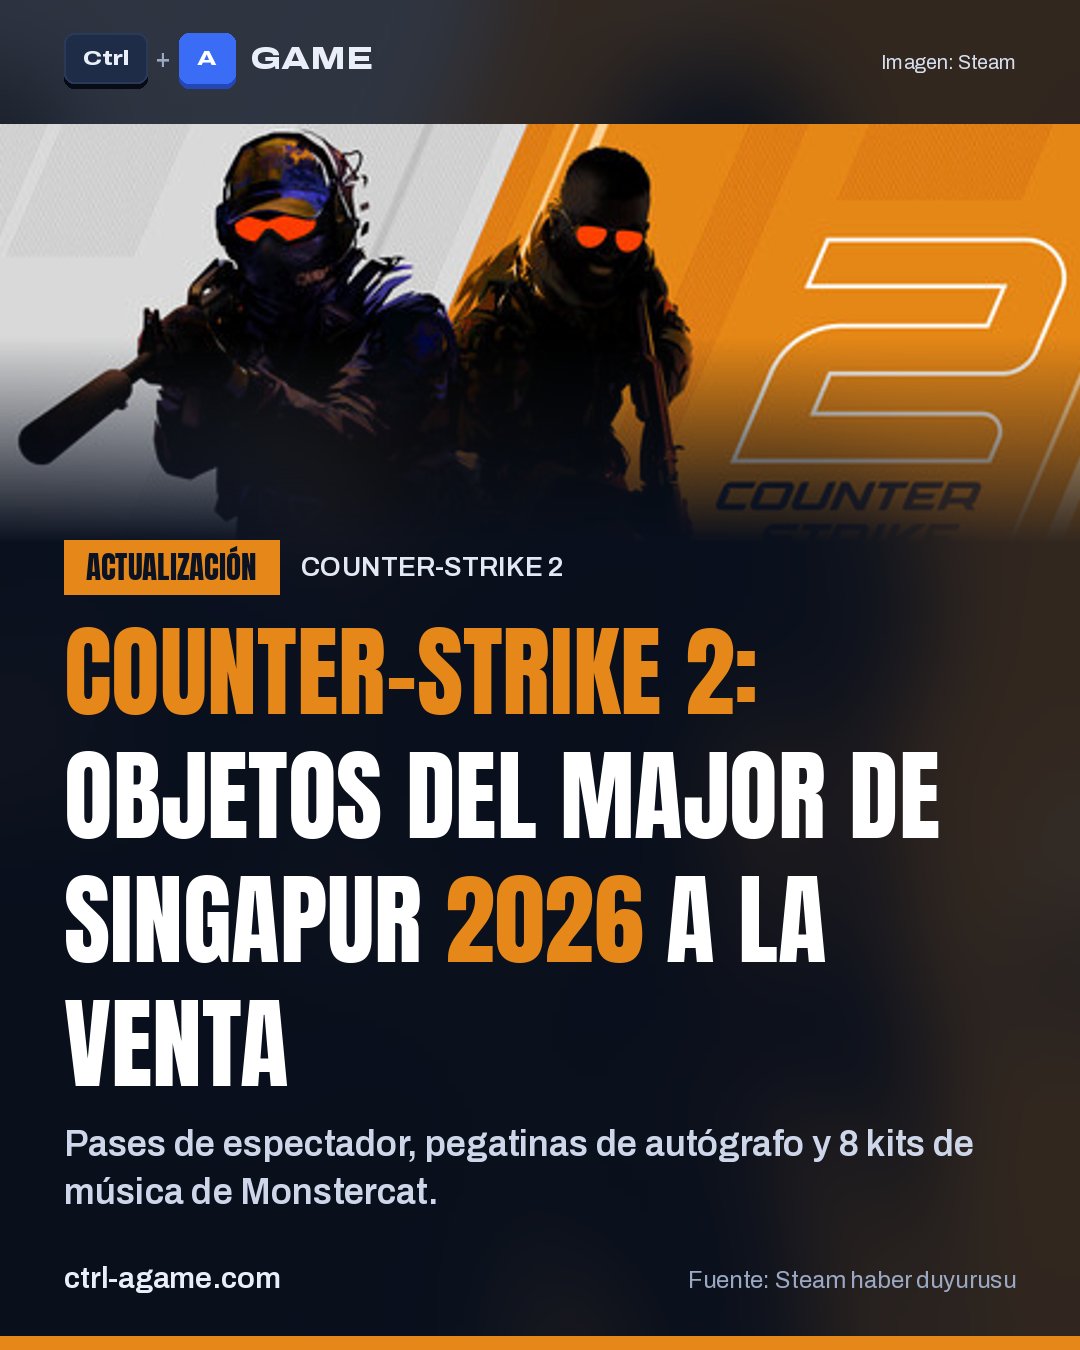 Ctrl + A GAME
Imagen: Steam
2
COUNTER
STRIKE
ACTUALIZACIÓN COUNTER-STRIKE 2
COUNTER-STRIKE 2:
OBJETOS DEL MAJOR DE
SINGAPUR 2026 A LA
VENTA
Pases de espectador, pegatinas de autógrafo y 8 kits de
música de Monstercat.
ctrl-agame.com
Fuente: Steam haber duyurusu